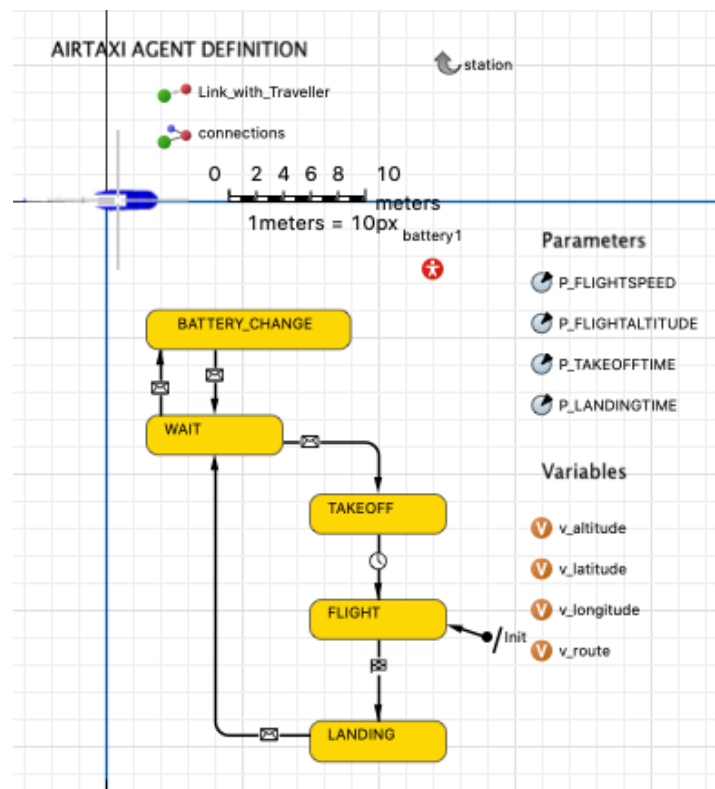 AIRTAXI AGENT DEFINITION
station
Link_with_Traveller
connections
0 2 4 6 8 10
meters
1meters = 10px
battery1
Parameters
P_FLIGHTSPEED
P_FLIGHTALTITUDE
P_TAKEOFFTIME
P_LANDINGTIME
BATTERY_CHANGE
WAIT
TAKEOFF
FLIGHT
Init
LANDING
Variables
V v_altitude
V v_latitude
V v_longitude
V v_route